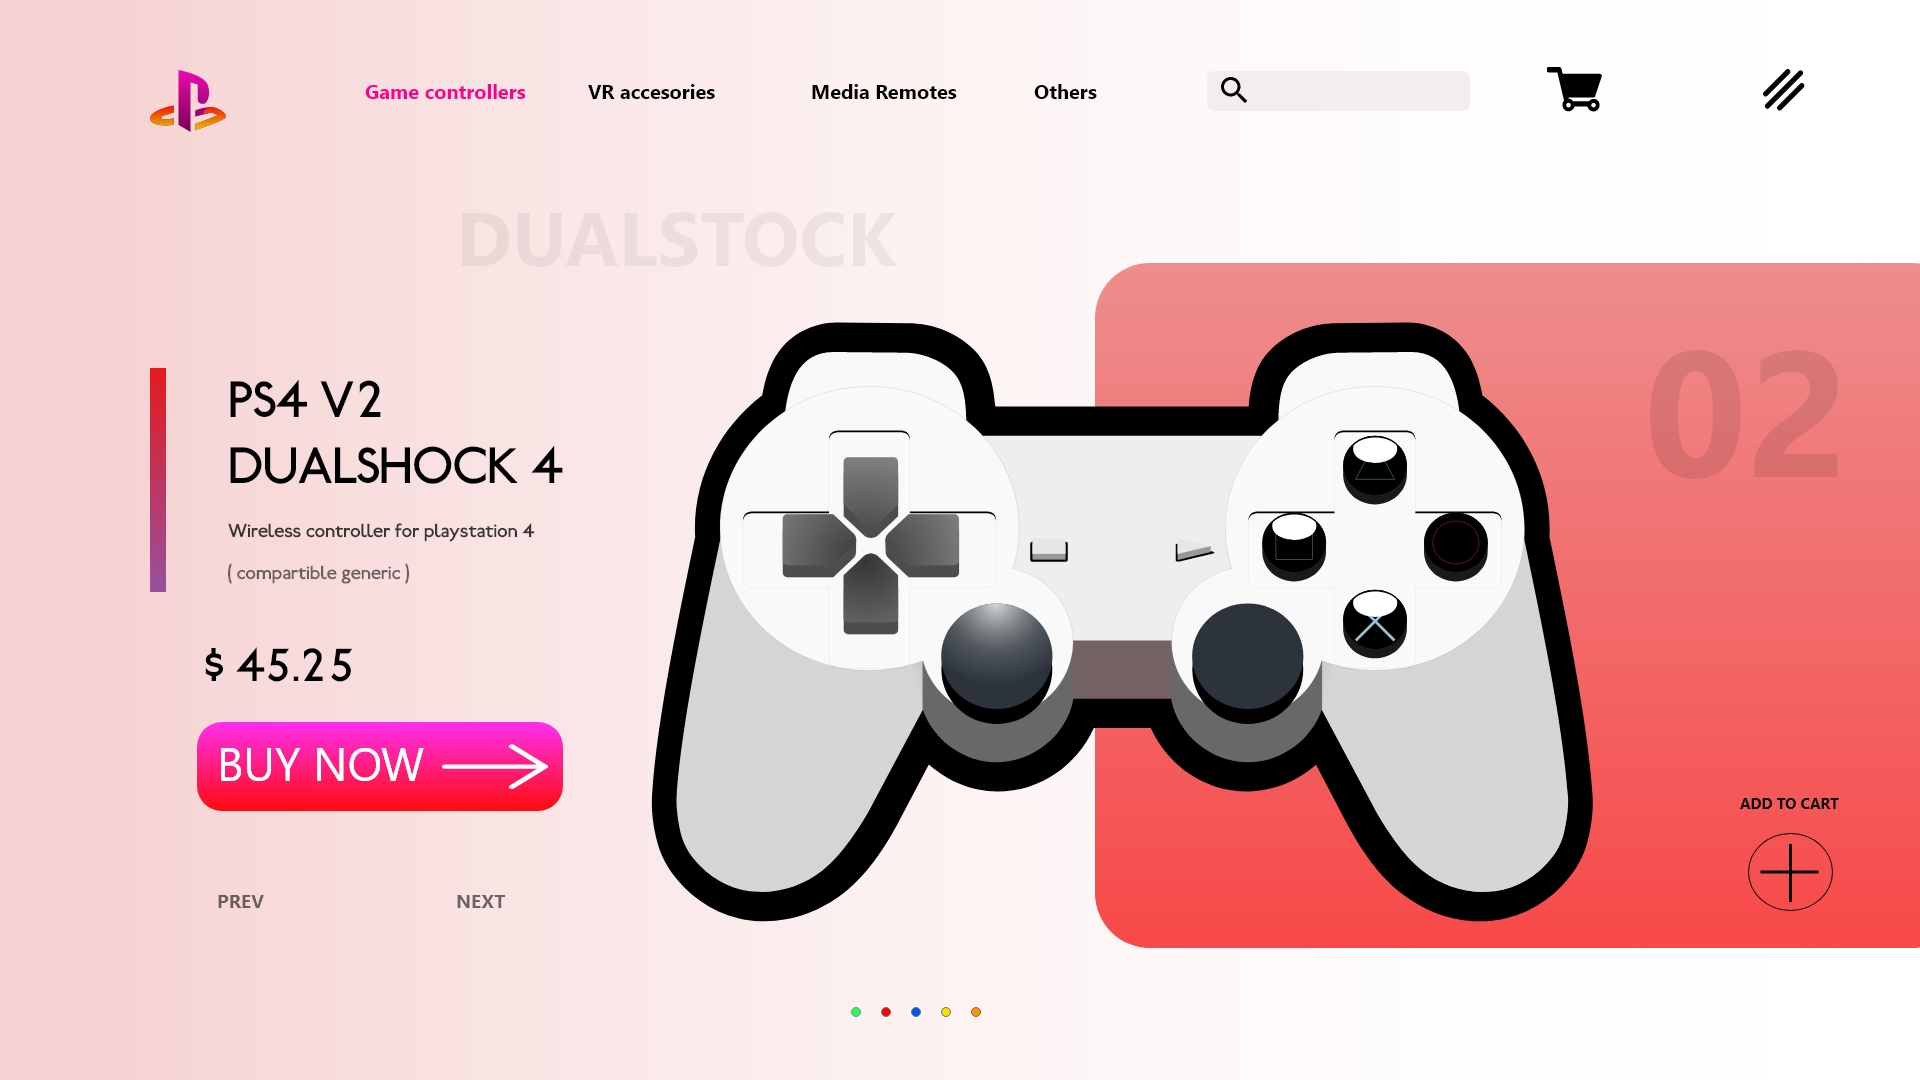 Game controllers
VR accesories
Media Remotes
Others
DUALSTOCK
02
PS4 V2
DUALSHOCK 4
Wireless controller for playstation 4
( compartible generic )
$ 45.25
BUY NOW
ADD TO CART
PREV
NEXT